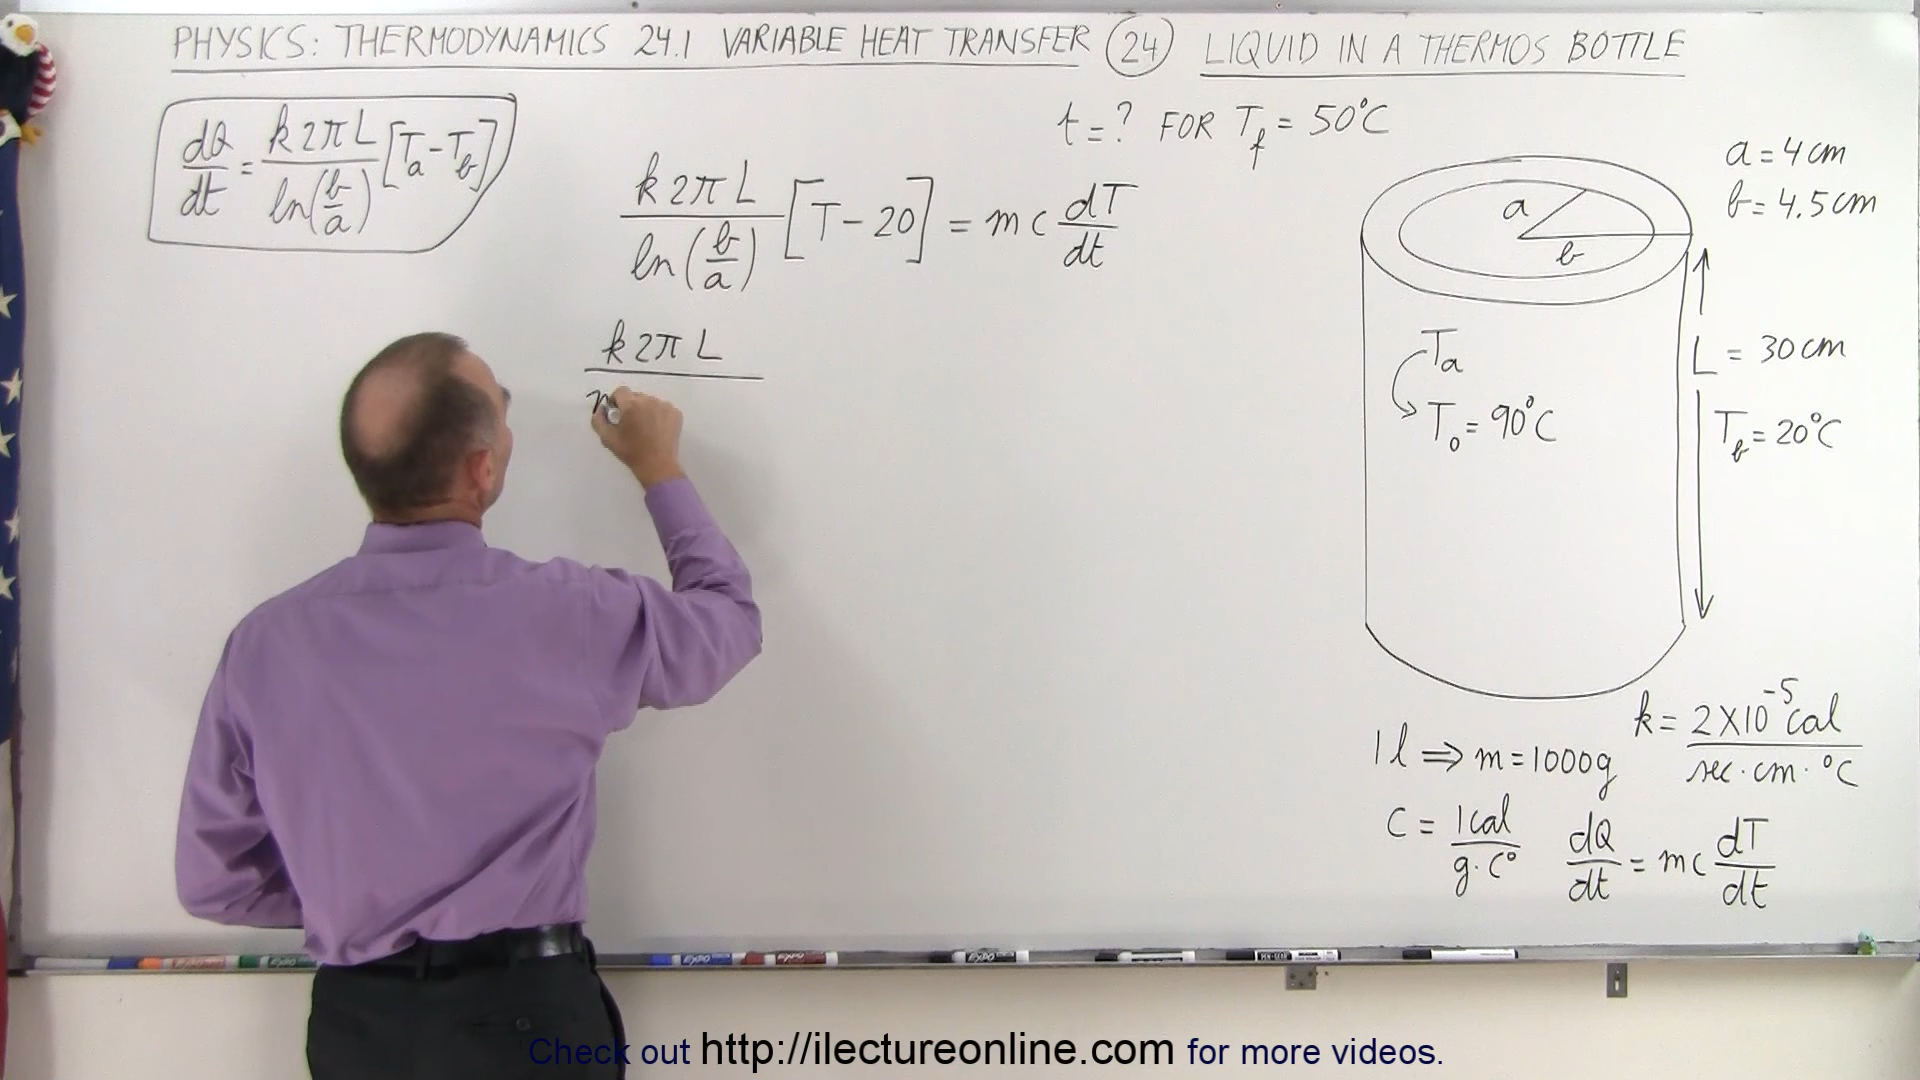 PHYSICS: THERMODYNAMICS 24.1 VARIABLE HEAT TRANSFER (24) LIQUID IN A THERMOS BOTTLE
dQ/dt = k2πL/ln(b/a) [Ta-Tb]
t=? FOR Tf = 50°C
k2πL/ln(b/a) [T-20] = mc dT/dt
k2πL
m
a = 4cm
b = 4.5cm
a
b
Ta
T₀ = 90°C
L = 30cm
Tb = 20°C
k = 2X10⁻⁵cal/sec·cm·°C
1l ⇒ m=1000g
C = 1cal/g·C°
dQ/dt = mc dT/dt
Check out http://ilectureonline.com for more videos.